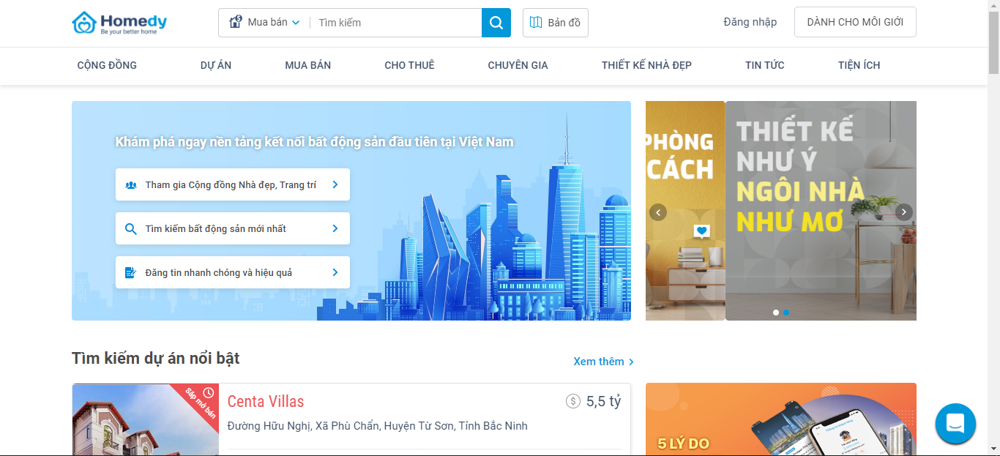 Homedy
Be your better home
Mua bán
Tìm kiếm
Bản đồ
Đăng nhập
DÀNH CHO MÔI GIỚI
CỘNG ĐỒNG
DỰ ÁN
MUA BÁN
CHO THUÊ
CHUYÊN GIA
THIẾT KẾ NHÀ ĐẸP
TIN TỨC
TIỆN ÍCH
Khám phá ngay nền tảng kết nối bất động sản đầu tiên tại Việt Nam
Tham gia Cộng đồng Nhà đẹp, Trang trí
Tìm kiếm bất động sản mới nhất
Đăng tin nhanh chóng và hiệu quả
PHÒNG
CÁCH
THIẾT KẾ
NHƯ Ý
NGÔI NHÀ
NHƯ MƠ
Tìm kiếm dự án nổi bật
Xem thêm
Sắp mở bán
Centa Villas
$ 5,5 tỷ
Đường Hữu Nghị, Xã Phù Chẩn, Huyện Từ Sơn, Tỉnh Bắc Ninh
5 LÝ DO